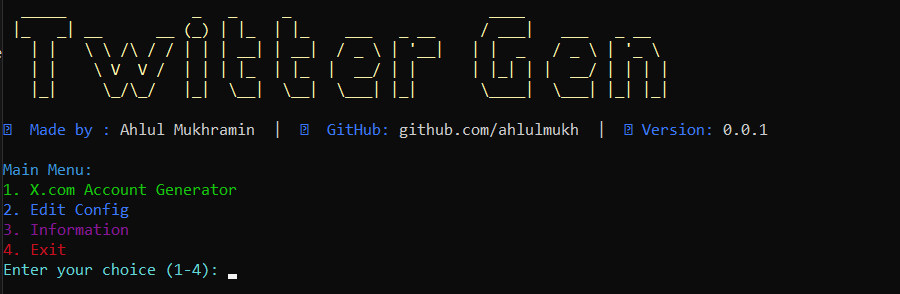 Twitter Gen
Made by : Ahlul Mukhramin | GitHub: github.com/ahlulmukh | Version: 0.0.1
Main Menu:
1. X.com Account Generator
2. Edit Config
3. Information
4. Exit
Enter your choice (1-4):